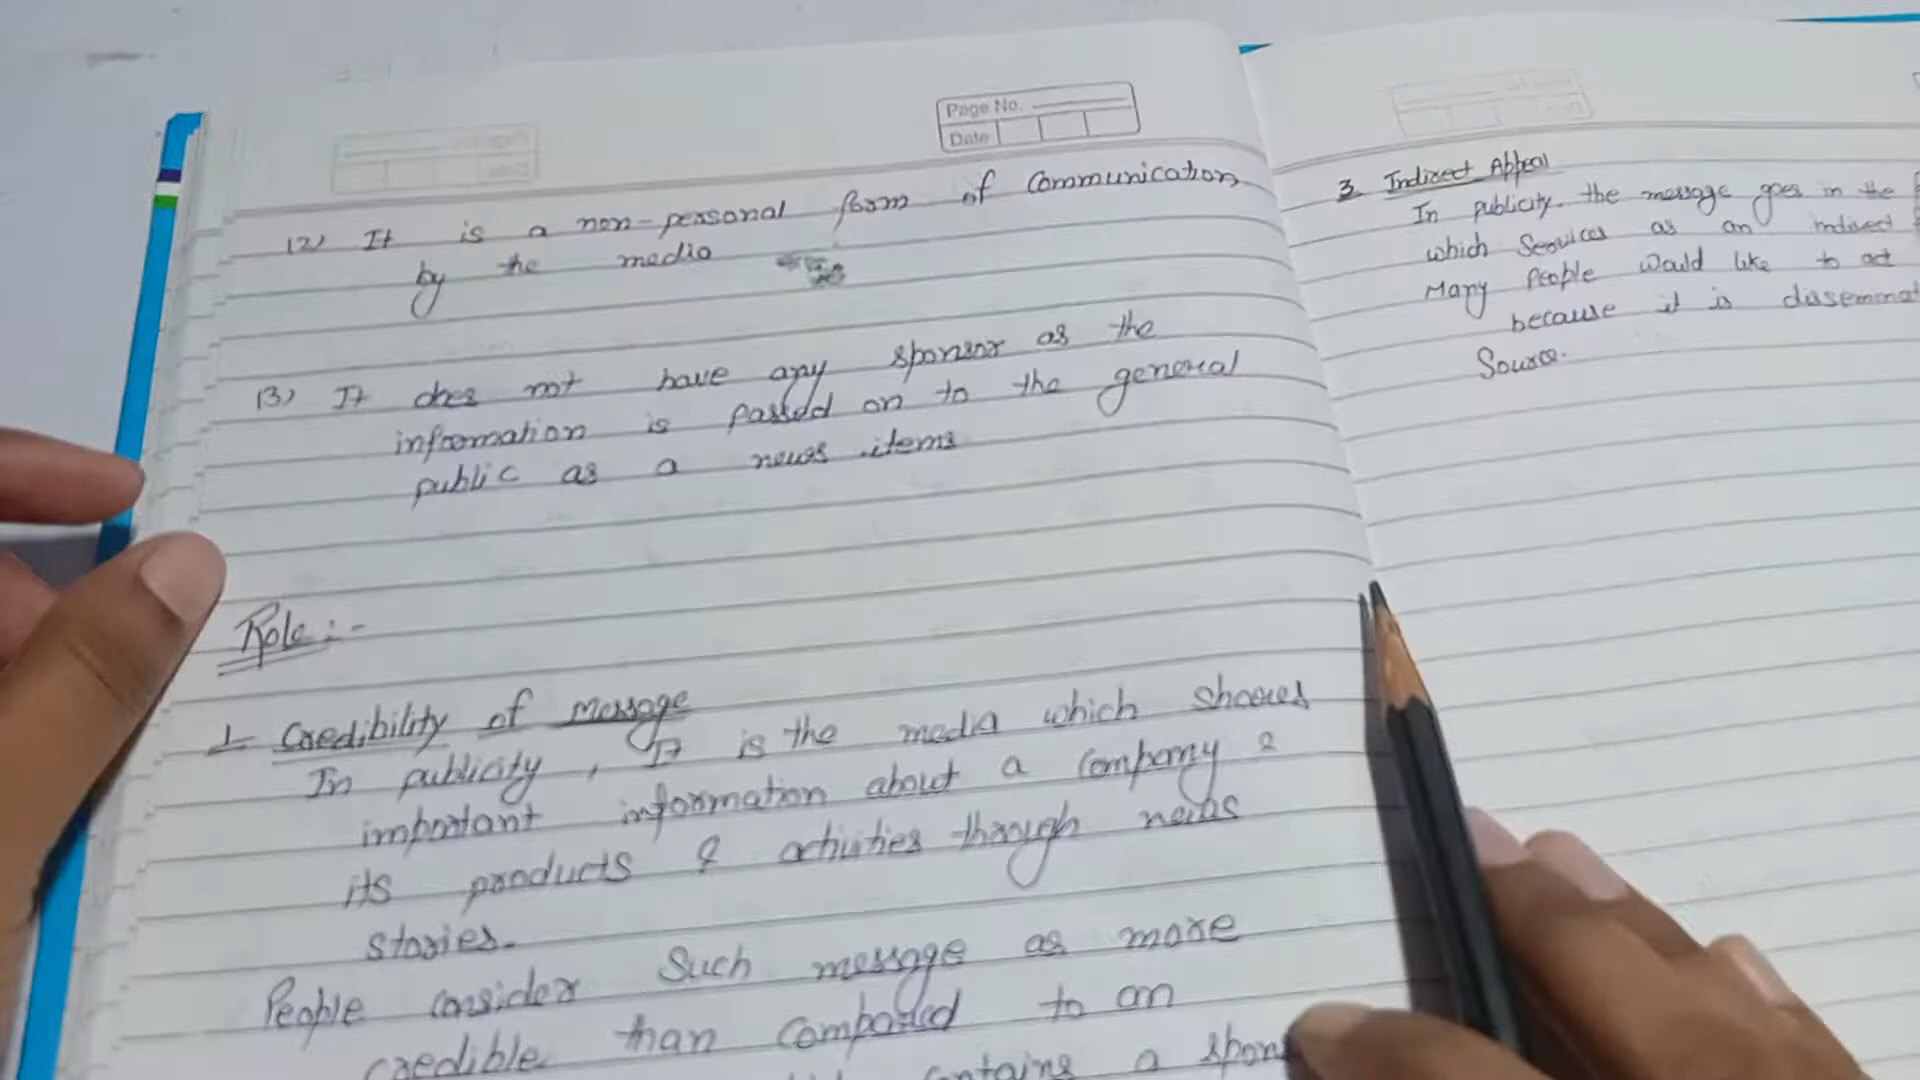 Page No.
Date
(2) It is a non-personal form of Communication
by the media
(3) It does not have any sponsor as the
information is passed on to the general
public as a news items
Role :-
1 Credibility of message
In publicity, It is the media which shares
important information about a Company &
its products & activities through news
stories.
People consider Such message as more
credible than compared to an
contains a spon
3. Indirect Appeal
In publicity the message goes in the
which Services as an indirect
Many People would like to act
because it is disseminat
Source.